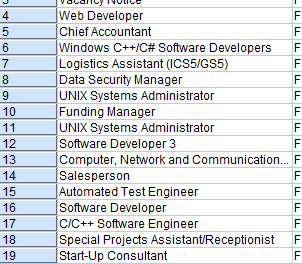 3 Vacancy Notice F
4 Web Developer F
5 Chief Accountant F
6 Windows C++/C# Software Developers F
7 Logistics Assistant (ICS5/GS5) F
8 Data Security Manager F
9 UNIX Systems Administrator F
10 Funding Manager F
11 UNIX Systems Administrator F
12 Software Developer 3 F
13 Computer, Network and Communication... F
14 Salesperson F
15 Automated Test Engineer F
16 Software Developer F
17 C/C++ Software Engineer F
18 Special Projects Assistant/Receptionist F
19 Start-Up Consultant F